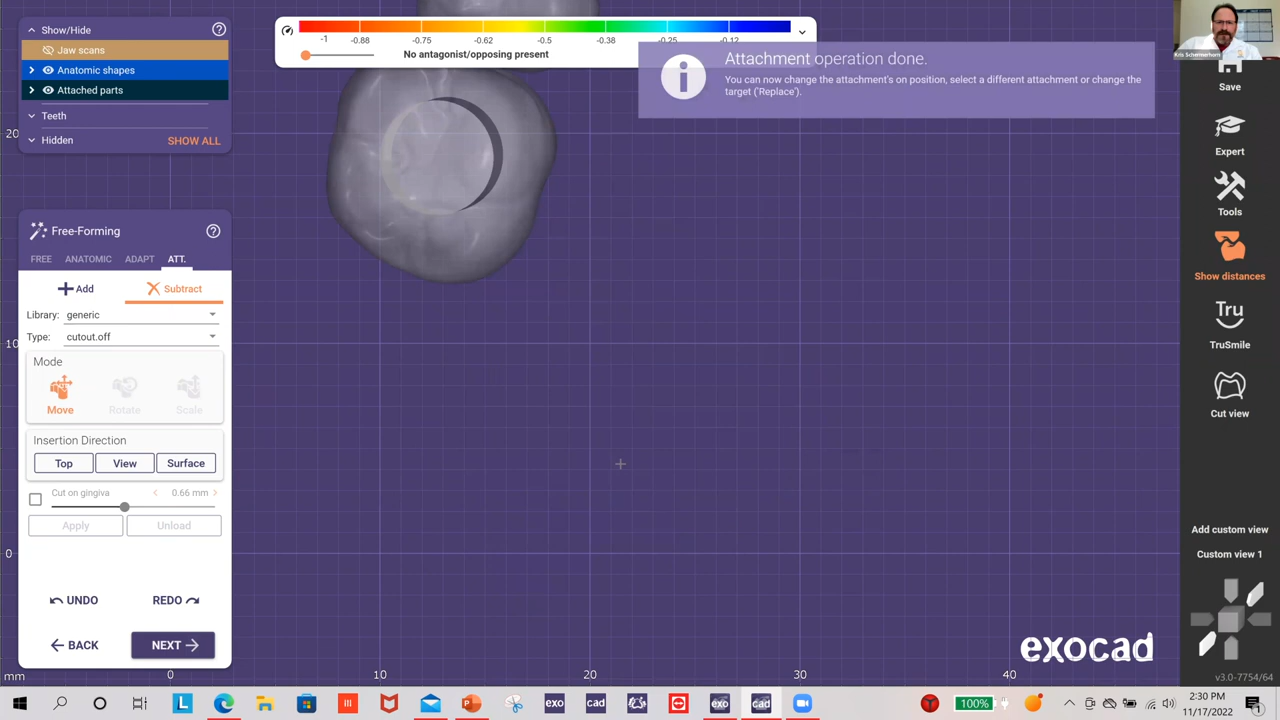 Show/Hide
Jaw scans
Anatomic shapes
Attached parts
Teeth
Hidden
SHOW ALL
-1
-0.88
-0.75
-0.62
-0.5
-0.38
-0.25
-0.12
No antagonist/opposing present
Attachment operation done.
You can now change the attachment's on position, select a different attachment or change the
target ('Replace').
Kris Schermerhorn
Save
Expert
Tools
Show distances
TruSmile
Tru
Cut view
Add custom view
Custom view 1
Free-Forming
FREE
ANATOMIC
ADAPT
ATT.
Add
Subtract
Library:
generic
Type:
cutout.off
Mode
Move
Rotate
Scale
Insertion Direction
Top
View
Surface
Cut on gingiva
0.66 mm
Apply
Unload
UNDO
REDO
BACK
NEXT
20
10
0
mm
0
10
20
30
40
exocad
v3.0-7754/64
L
exo
cad
exo
cad
100%
2:30 PM
11/17/2022